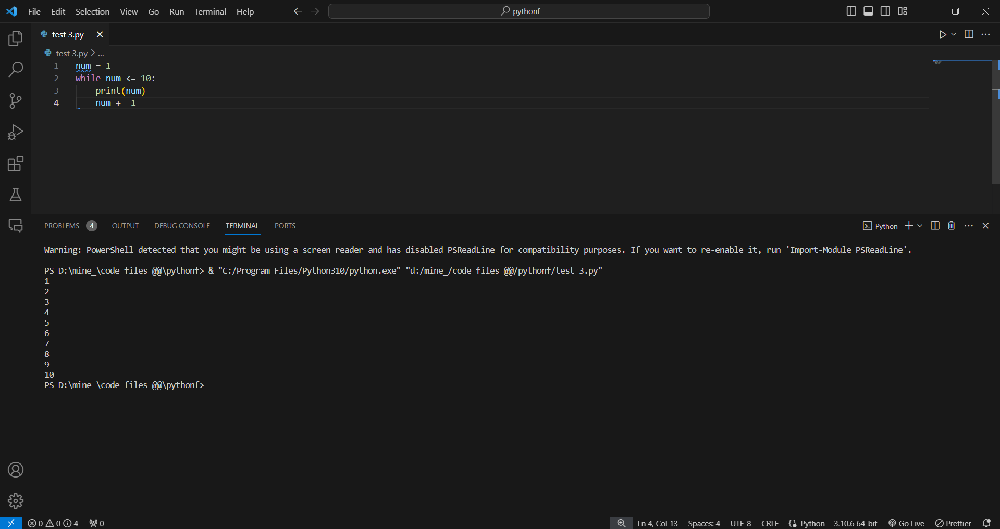 File Edit Selection View Go Run Terminal Help
pythonf
test 3.py
test 3.py > ...
1 num = 1
2 while num <= 10:
3 print(num)
4 num += 1
PROBLEMS 4 OUTPUT DEBUG CONSOLE TERMINAL PORTS
Python
Warning: PowerShell detected that you might be using a screen reader and has disabled PSReadLine for compatibility purposes. If you want to re-enable it, run 'Import-Module PSReadLine'.
PS D:\mine_\code files @@\pythonf> & "C:/Program Files/Python310/python.exe" "d:/mine_/code files @@/pythonf/test 3.py"
1
2
3
4
5
6
7
8
9
10
PS D:\mine_\code files @@\pythonf>
0 0 4 0 Ln 4, Col 13 Spaces: 4 UTF-8 CRLF Python 3.10.6 64-bit Go Live Prettier